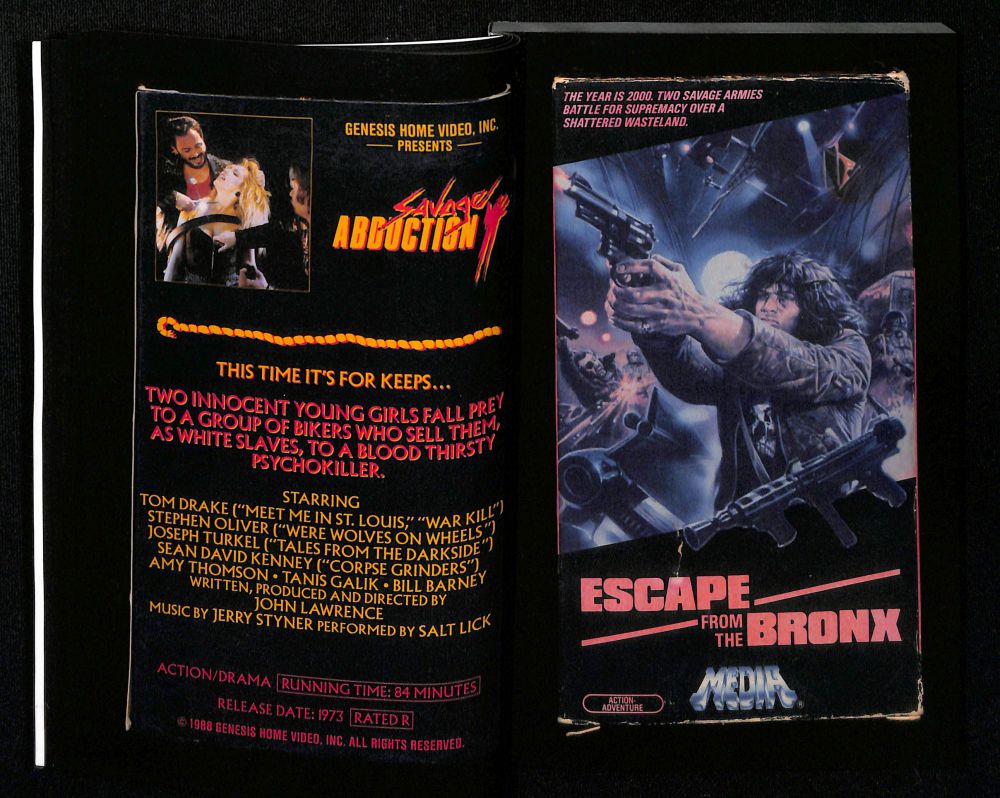 GENESIS HOME VIDEO, INC.
PRESENTS
Savage
ABDUCTION
THIS TIME IT'S FOR KEEPS...
TWO INNOCENT YOUNG GIRLS FALL PREY
TO A GROUP OF BIKERS WHO SELL THEM,
AS WHITE SLAVES, TO A BLOOD THIRSTY
PSYCHOKILLER.
STARRING
TOM DRAKE ("MEET ME IN ST. LOUIS," "WAR KILL")
STEPHEN OLIVER ("WERE WOLVES ON WHEELS")
JOSEPH TURKEL ("TALES FROM THE DARKSIDE")
SEAN DAVID KENNEY ("CORPSE GRINDERS")
AMY THOMSON • TANIS GALIK • BILL BARNEY
WRITTEN, PRODUCED AND DIRECTED BY
JOHN LAWRENCE
MUSIC BY JERRY STYNER PERFORMED BY SALT LICK
ACTION/DRAMA RUNNING TIME: 84 MINUTES
RELEASE DATE: 1973 RATED R
© 1988 GENESIS HOME VIDEO, INC. ALL RIGHTS RESERVED.
THE YEAR IS 2000. TWO SAVAGE ARMIES
BATTLE FOR SUPREMACY OVER A
SHATTERED WASTELAND.
ESCAPE
FROM
THE BRONX
MEDIA®
ACTION-
ADVENTURE